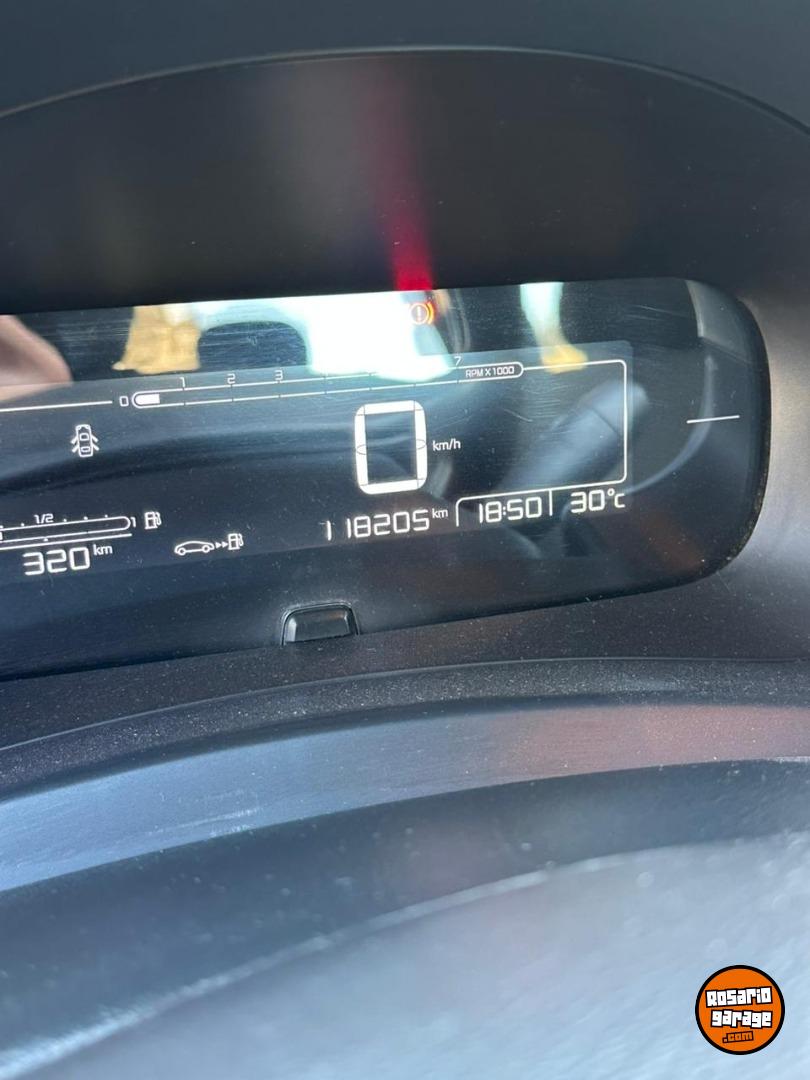 0 1 2 3 7 RPM X 1000
0 km/h
1/2 1
320 km
118205 km 18:50 30°C
Rosario
garage
.com